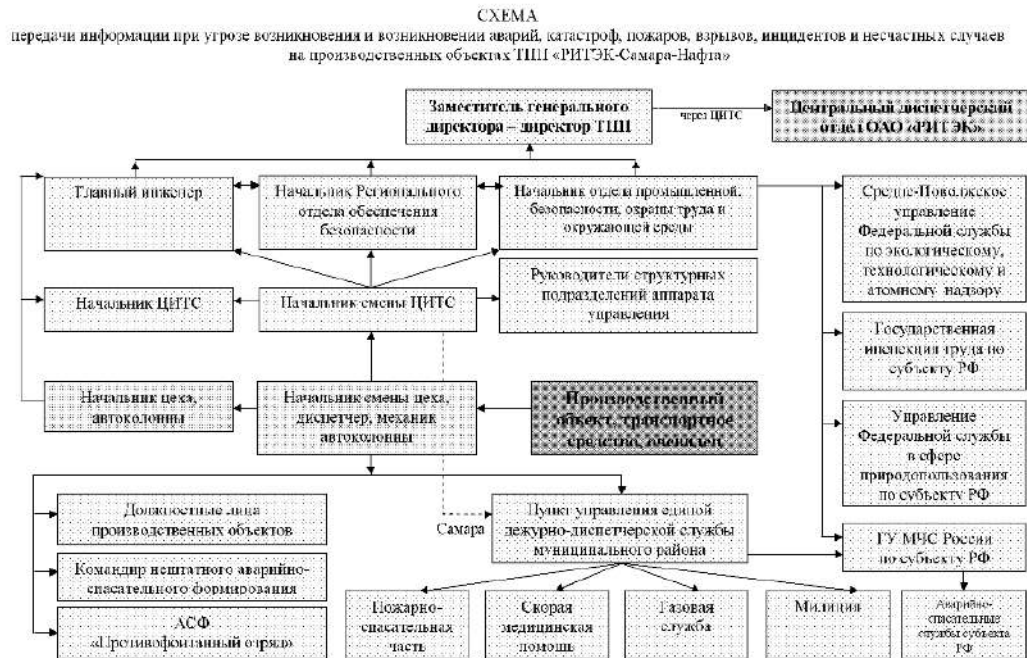 СХЕМА
передачи информации при угрозе возникновения и возникновении аварий, катастроф, пожаров, взрывов, инцидентов и несчастных случаев
на производственных объектах ТПП «РИТЭК-Самара-Нафта»
Заместитель генерального
директора – директор ТПП
через ЦИТС
Центральный диспетчерский
отдел ОАО «РИТЭК»
Главный инженер
Начальник Регионального
отдела обеспечения
безопасности
Начальник отдела промышленной
безопасности, охраны труда и
окружающей среды
Средне-Поволжское
управление
Федеральной службы
по экологическому,
технологическому и
атомному надзору
Начальник ЦИТС
Начальник смены ЦИТС
Руководители структурных
подразделений аппарата
управления
Государственная
инспекция труда по
субъекту РФ
Начальник цеха,
автоколонны
Начальник смены цеха,
диспетчер, механик
автоколонны
Производственный
объект, транспортное
средство, очевидец
Управление
Федеральной службы
в сфере
природопользования
по субъекту РФ
Должностные лица
производственных объектов
Самара
Пункт управления единой
дежурно-диспетчерской службы
муниципального района
ГУ МЧС России
по субъекту РФ
Командир нештатного аварийно-
спасательного формирования
АСФ
«Противофонтанный отряд»
Пожарно-
спасательная
часть
Скорая
медицинская
помощь
Газовая
служба
Милиция
Аварийно-
спасательные
службы субъекта
РФ